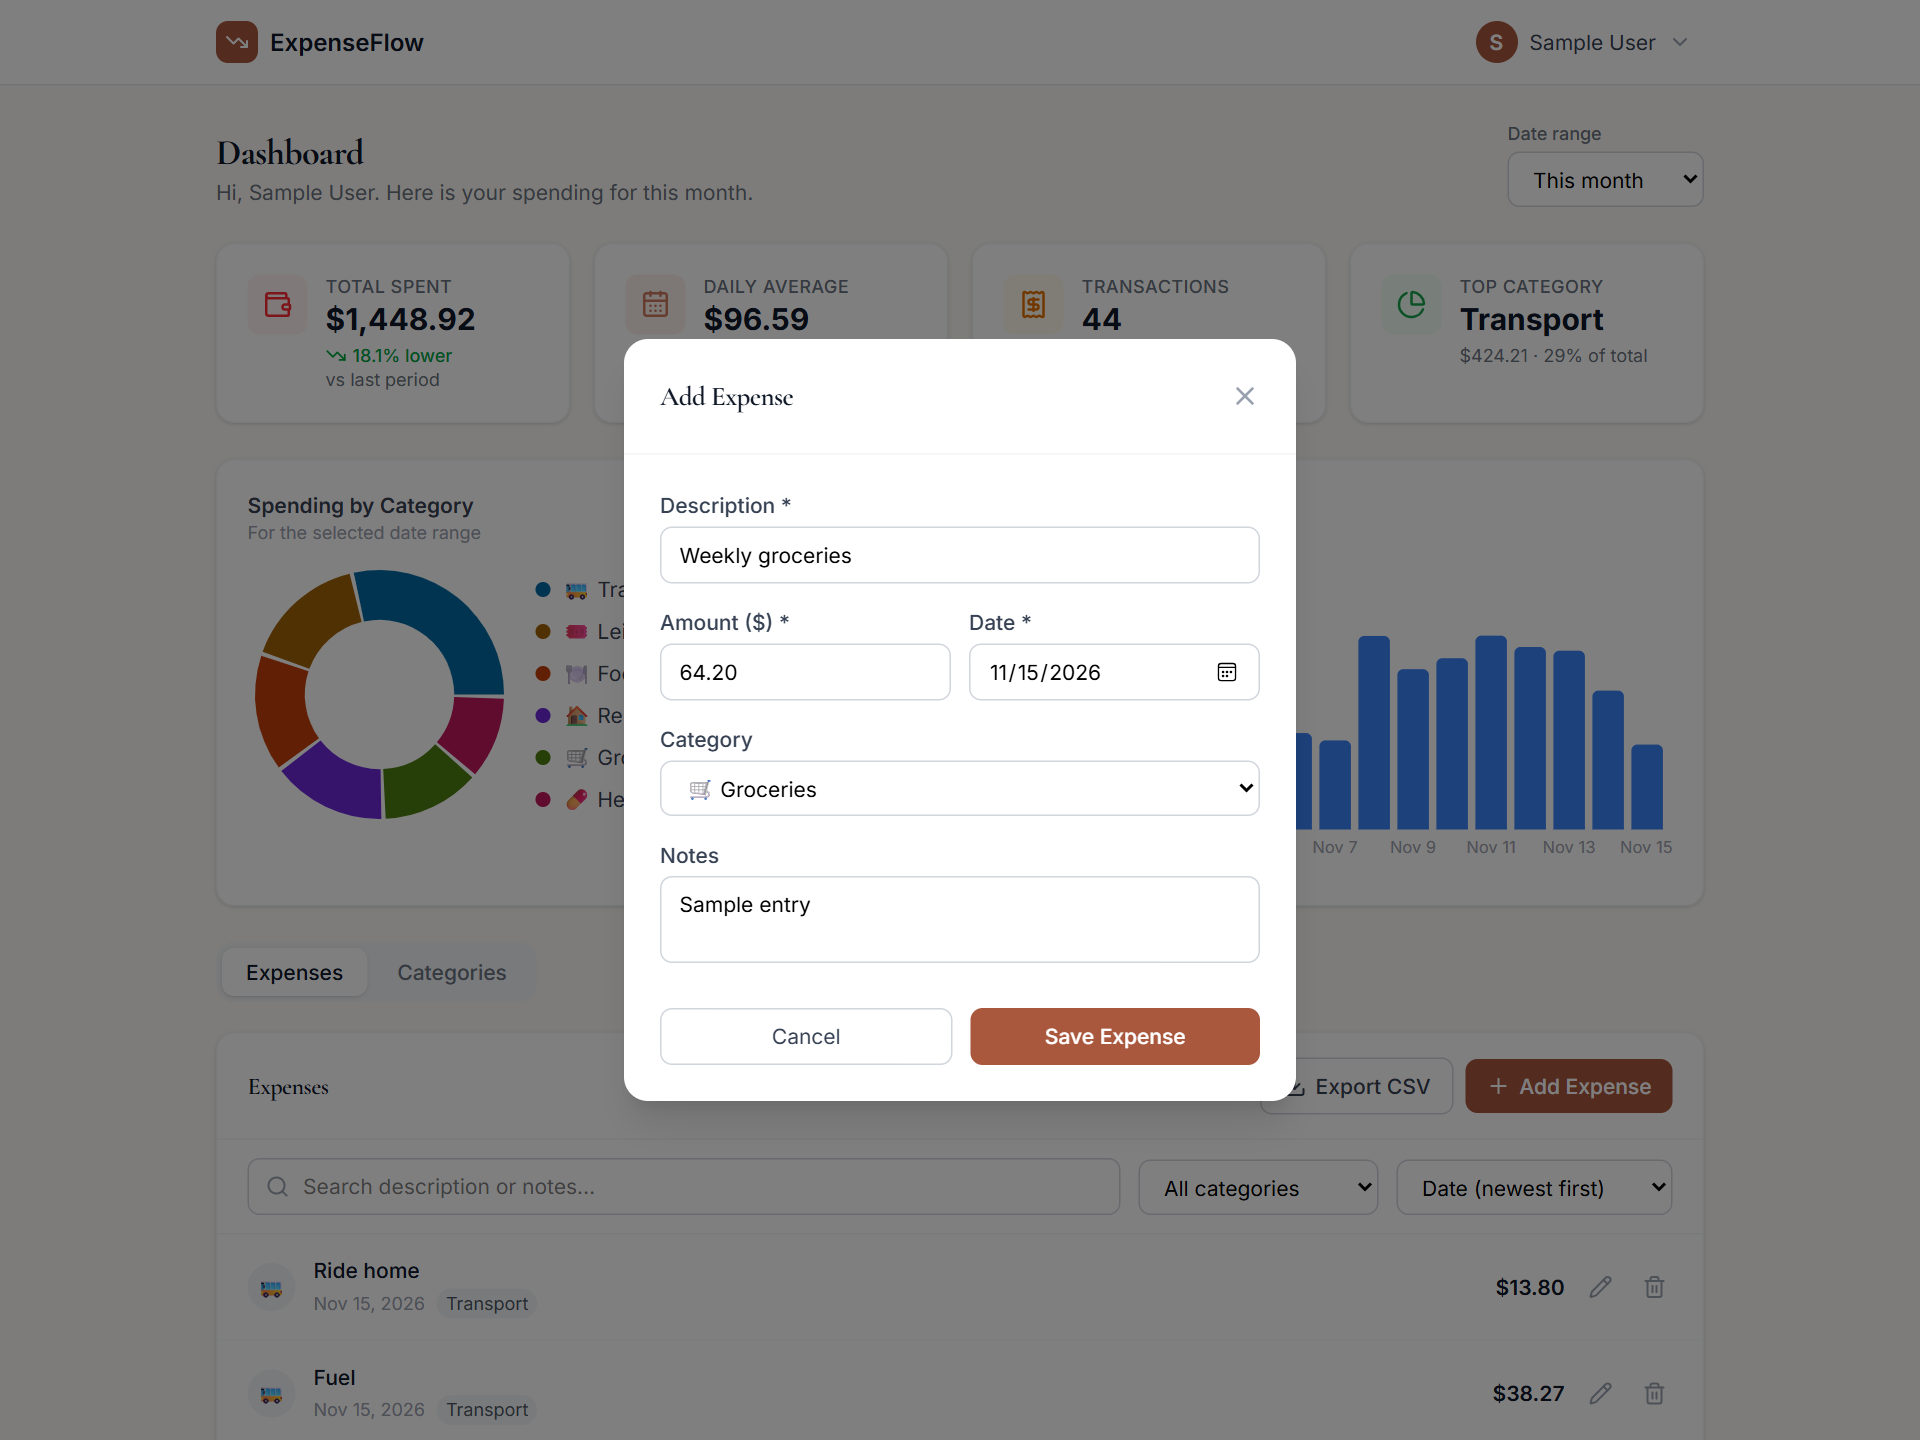 ExpenseFlow
S Sample User
Dashboard
Hi, Sample User. Here is your spending for this month.
Date range
This month
TOTAL SPENT
$1,448.92
18.1% lower
vs last period
DAILY AVERAGE
$96.59
TRANSACTIONS
44
TOP CATEGORY
Transport
$424.21 · 29% of total
Spending by Category
For the selected date range
Nov 7 Nov 9 Nov 11 Nov 13 Nov 15
Add Expense
Description *
Weekly groceries
Amount ($) *
64.20
Date *
11/15/2026
Category
Groceries
Notes
Sample entry
Cancel
Save Expense
Expenses
Categories
Expenses
Export CSV
Add Expense
Search description or notes...
All categories
Date (newest first)
Ride home
Nov 15, 2026 Transport
$13.80
Fuel
Nov 15, 2026 Transport
$38.27